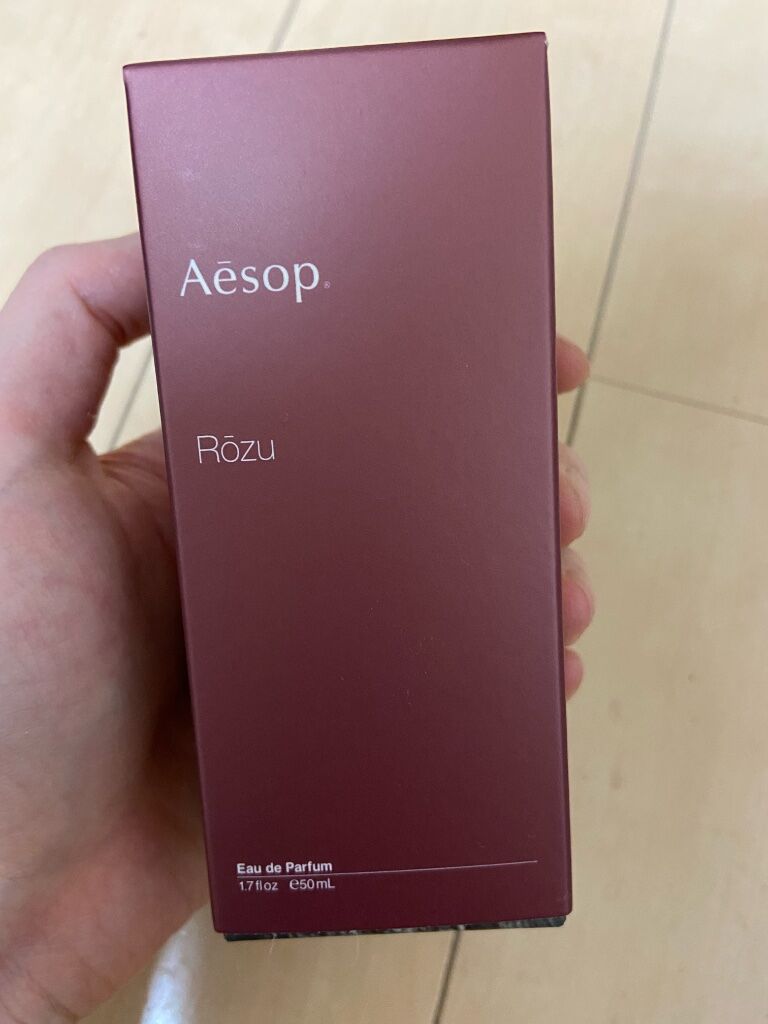 Aēsop®
Rōzu
Eau de Parfum
1.7 fl oz ℮50 mL